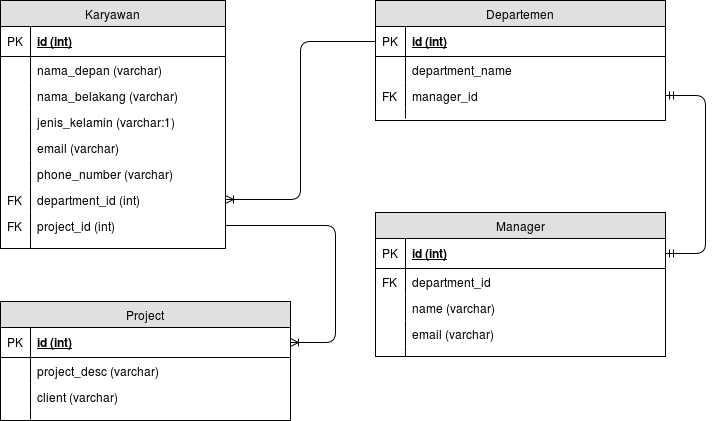 Karyawan
PK id (int)
nama_depan (varchar)
nama_belakang (varchar)
jenis_kelamin (varchar:1)
email (varchar)
phone_number (varchar)
FK department_id (int)
FK project_id (int)
Departemen
PK id (int)
department_name
FK manager_id
Manager
PK id (int)
FK department_id
name (varchar)
email (varchar)
Project
PK id (int)
project_desc (varchar)
client (varchar)